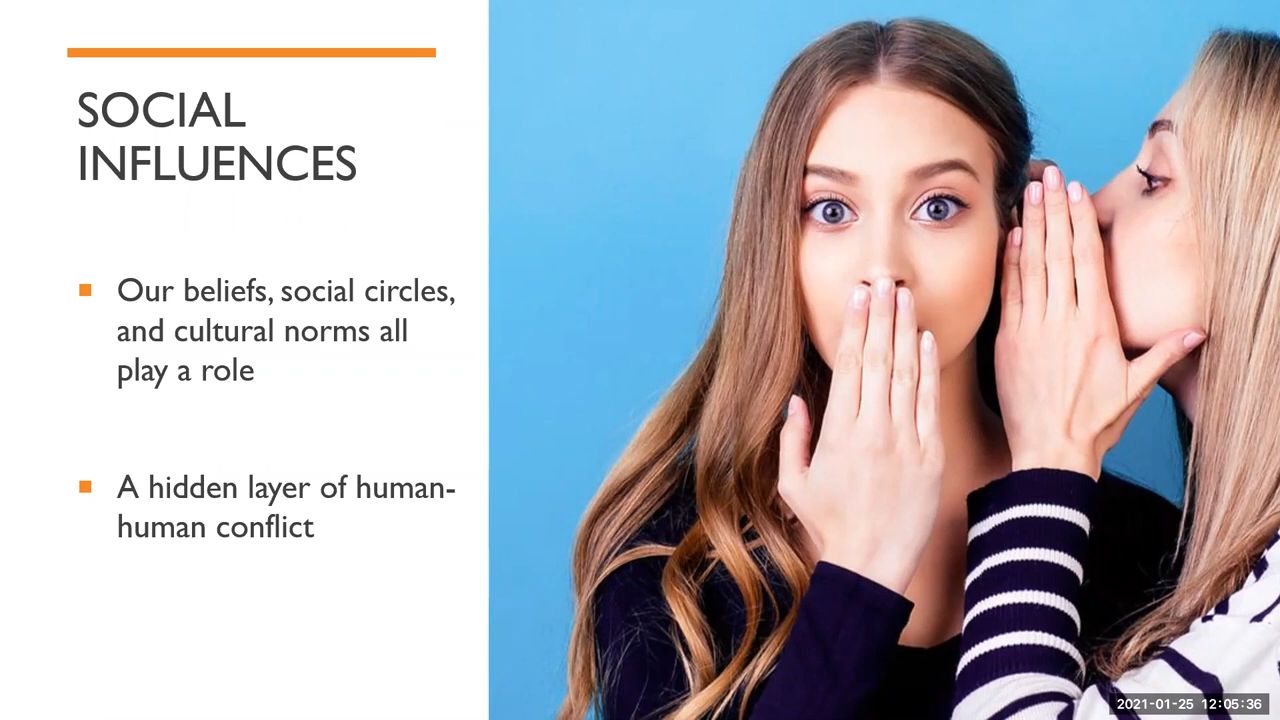 SOCIAL
INFLUENCES
Our beliefs, social circles,
and cultural norms all
play a role
A hidden layer of human-
human conflict
2021-01-25 12:05:36